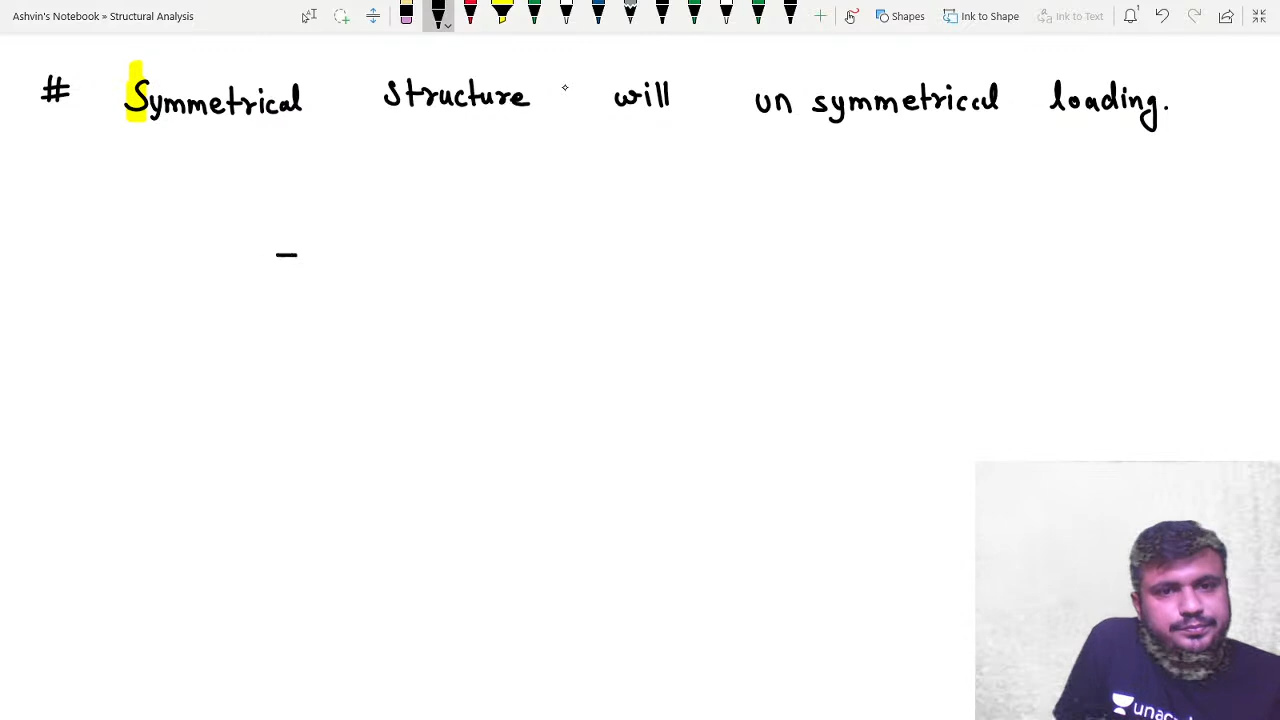 Ashvin's Notebook » Structural Analysis Shapes Ink to Shape Ink to Text
# Symmetrical Structure will un symmetrical loading.